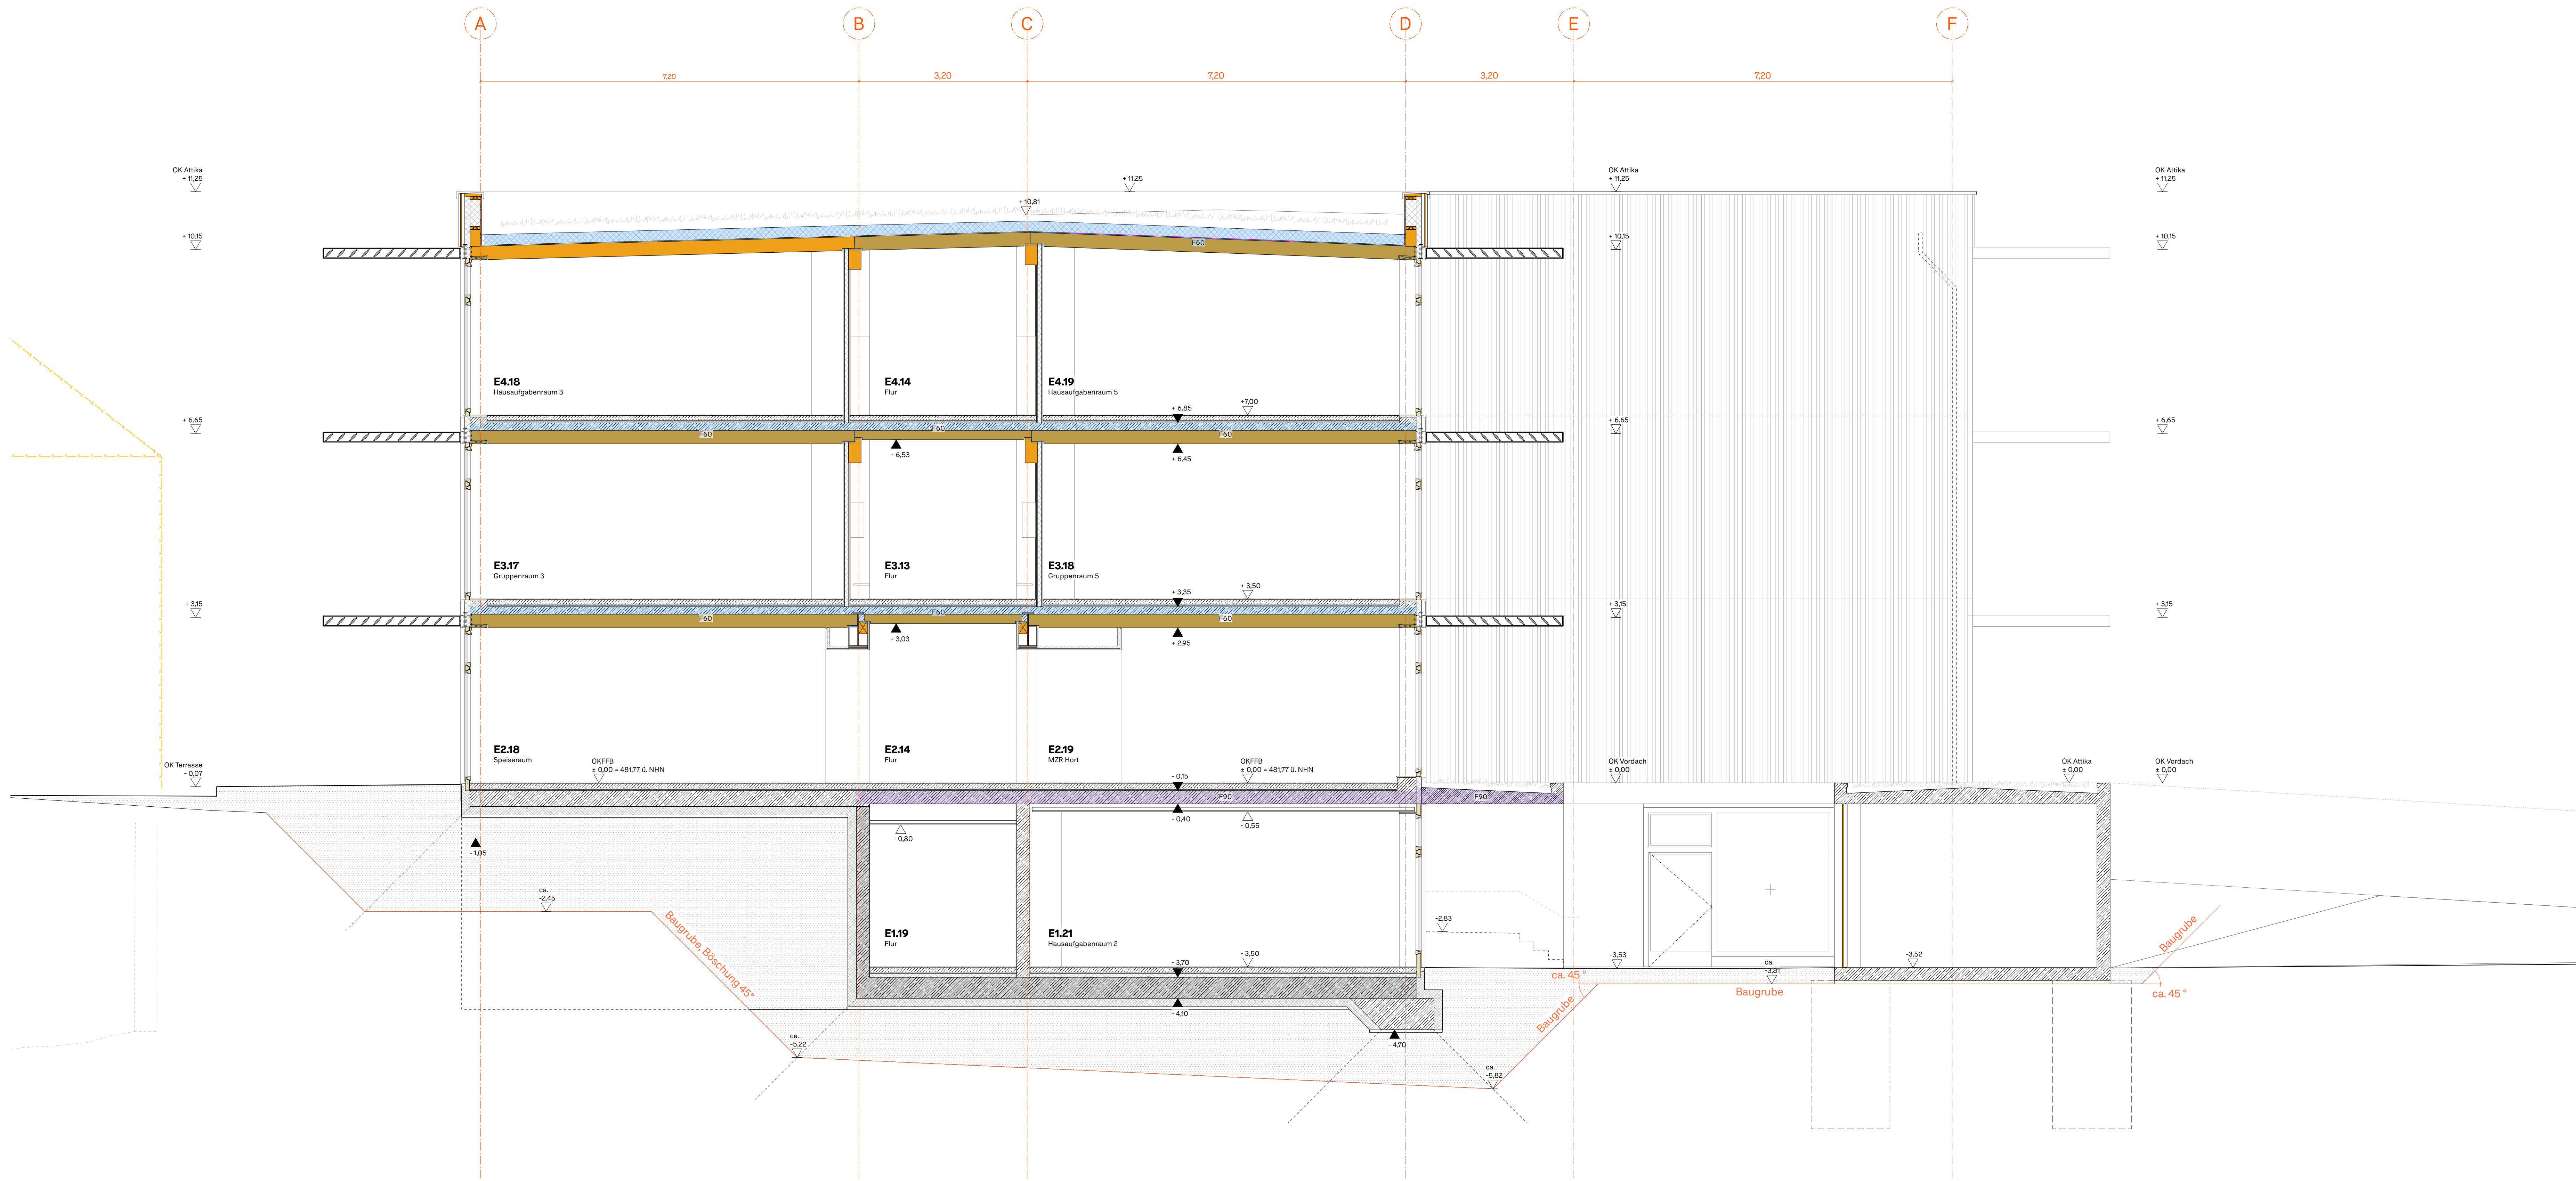 A
B
C
D
E
F
7,20
3,20
7,20
3,20
7,20
OK Attika
+ 11,25
+ 11,25
OK Attika
+ 11,25
OK Attika
+ 11,25
+ 10,81
+ 10,15
+ 10,15
+ 10,15
F60
E4.18
Hausaufgabenraum 3
E4.14
Flur
E4.19
Hausaufgabenraum 5
+ 6,85
+7,00
+ 6,65
+ 6,65
+ 6,65
F60
F60
F60
+ 6,53
+ 6,45
E3.17
Gruppenraum 3
E3.13
Flur
E3.18
Gruppenraum 5
+ 3,35
+ 3,50
+ 3,15
+ 3,15
+ 3,15
F60
F60
F60
+ 3,03
+ 2,95
E2.18
Speiseraum
E2.14
Flur
E2.19
MZR Hort
OK Terrasse
- 0,07
OKFFB
± 0,00 = 481,77 ü. NHN
- 0,15
OKFFB
± 0,00 = 481,77 ü. NHN
OK Vordach
± 0,00
OK Attika
± 0,00
OK Vordach
± 0,00
F90
F90
- 0,40
- 0,55
- 0,80
- 1,05
ca.
-2,45
Baugrube, Böschung 45°
E1.19
Flur
E1.21
Hausaufgabenraum 2
-2,83
- 3,70
- 3,50
-3,53
-3,52
ca.
-3,81
ca. 45 °
Baugrube
Baugrube
Baugrube
ca. 45 °
- 4,10
- 4,70
ca.
-5,22
ca.
-5,82